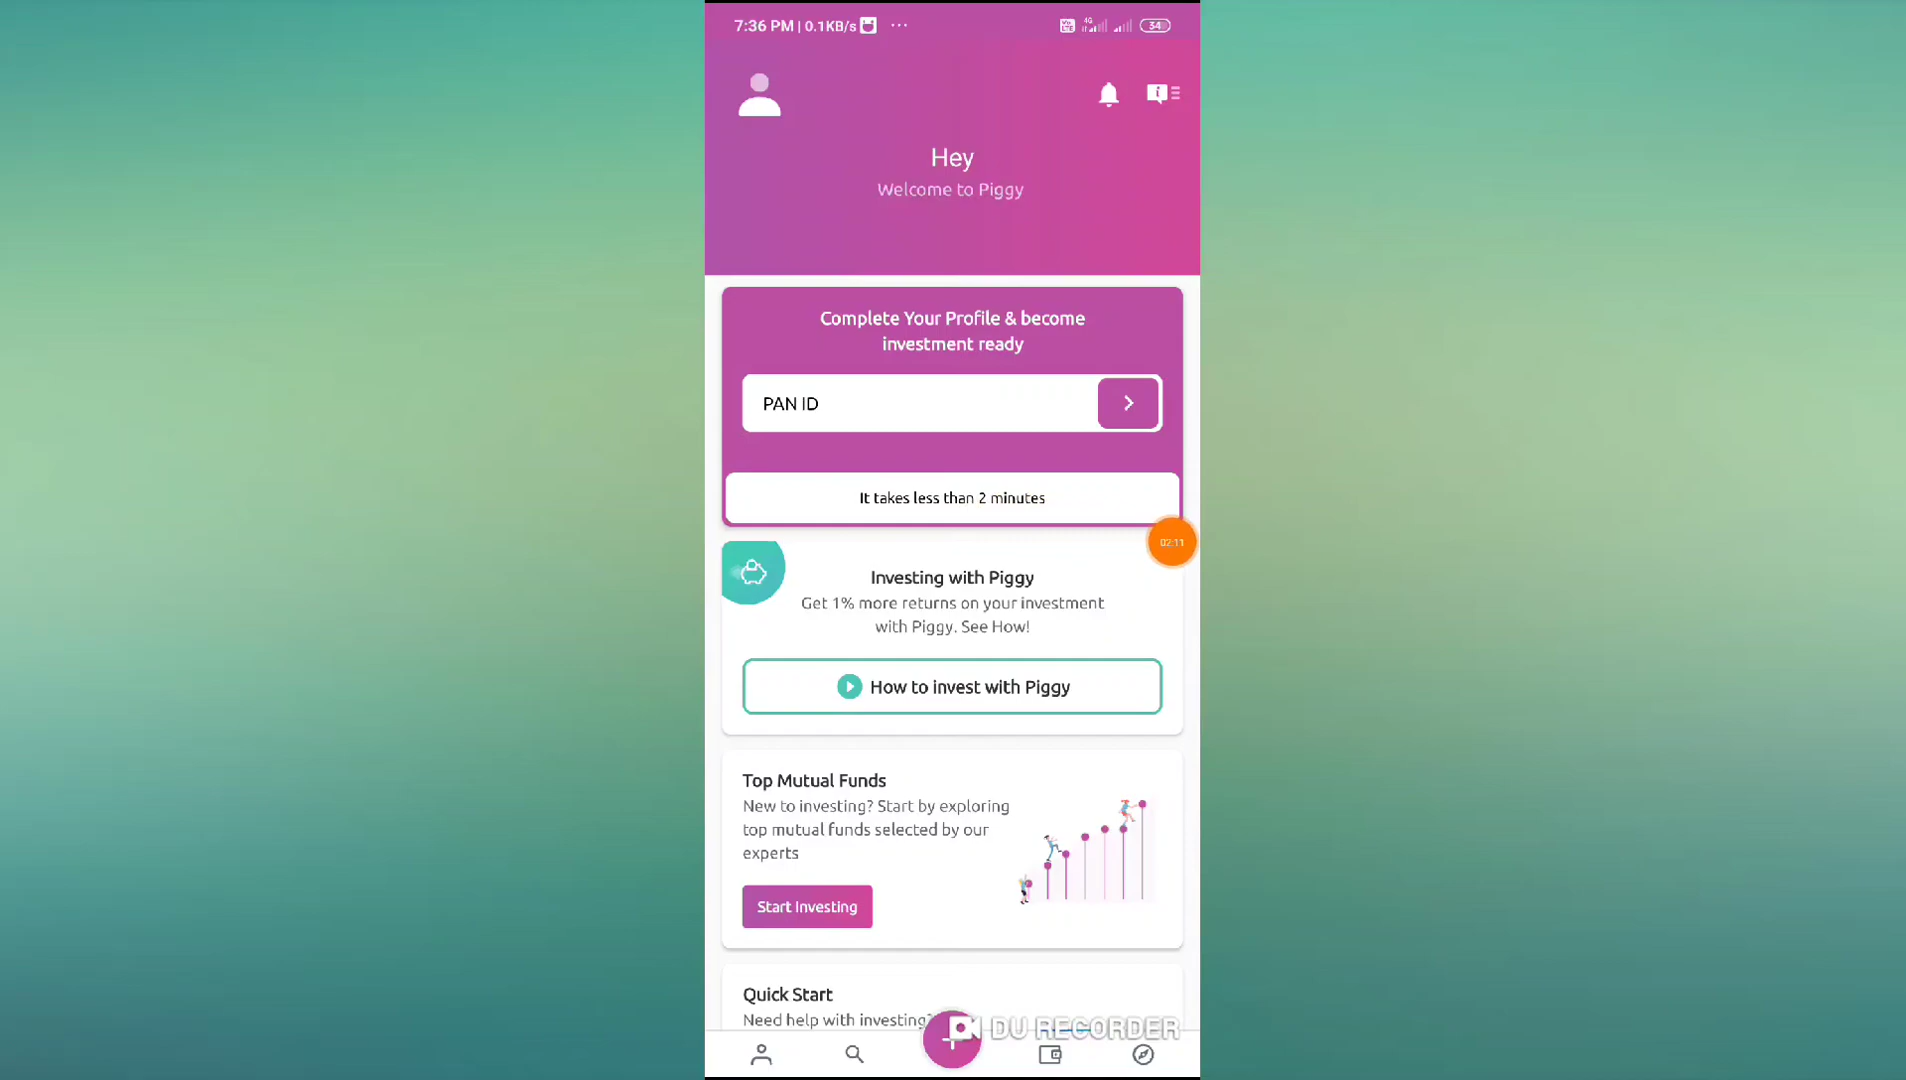 7:36 PM | 0.1KB/s ...
4G
34
Hey
Welcome to Piggy
Complete Your Profile & become
investment ready
PAN ID
It takes less than 2 minutes
02:11
Investing with Piggy
Get 1% more returns on your investment
with Piggy. See How!
How to invest with Piggy
Top Mutual Funds
New to investing? Start by exploring
top mutual funds selected by our
experts
Start Investing
Quick Start
Need help with investing?
DU RECORDER